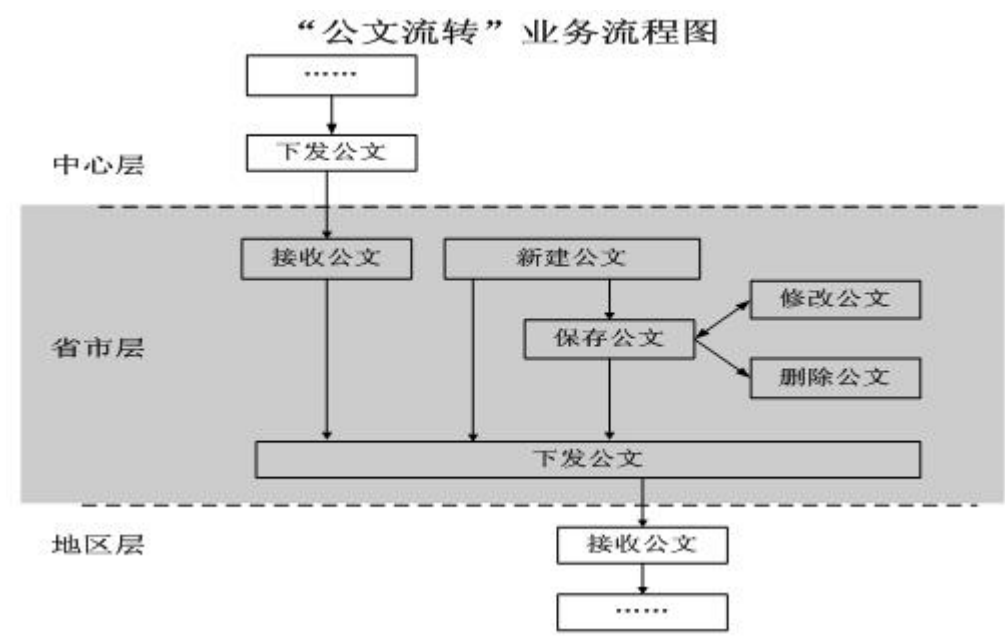 “公文流转”业务流程图
……
下发公文
中心层
接收公文
新建公文
修改公文
省市层
保存公文
删除公文
下发公文
地区层
接收公文
……